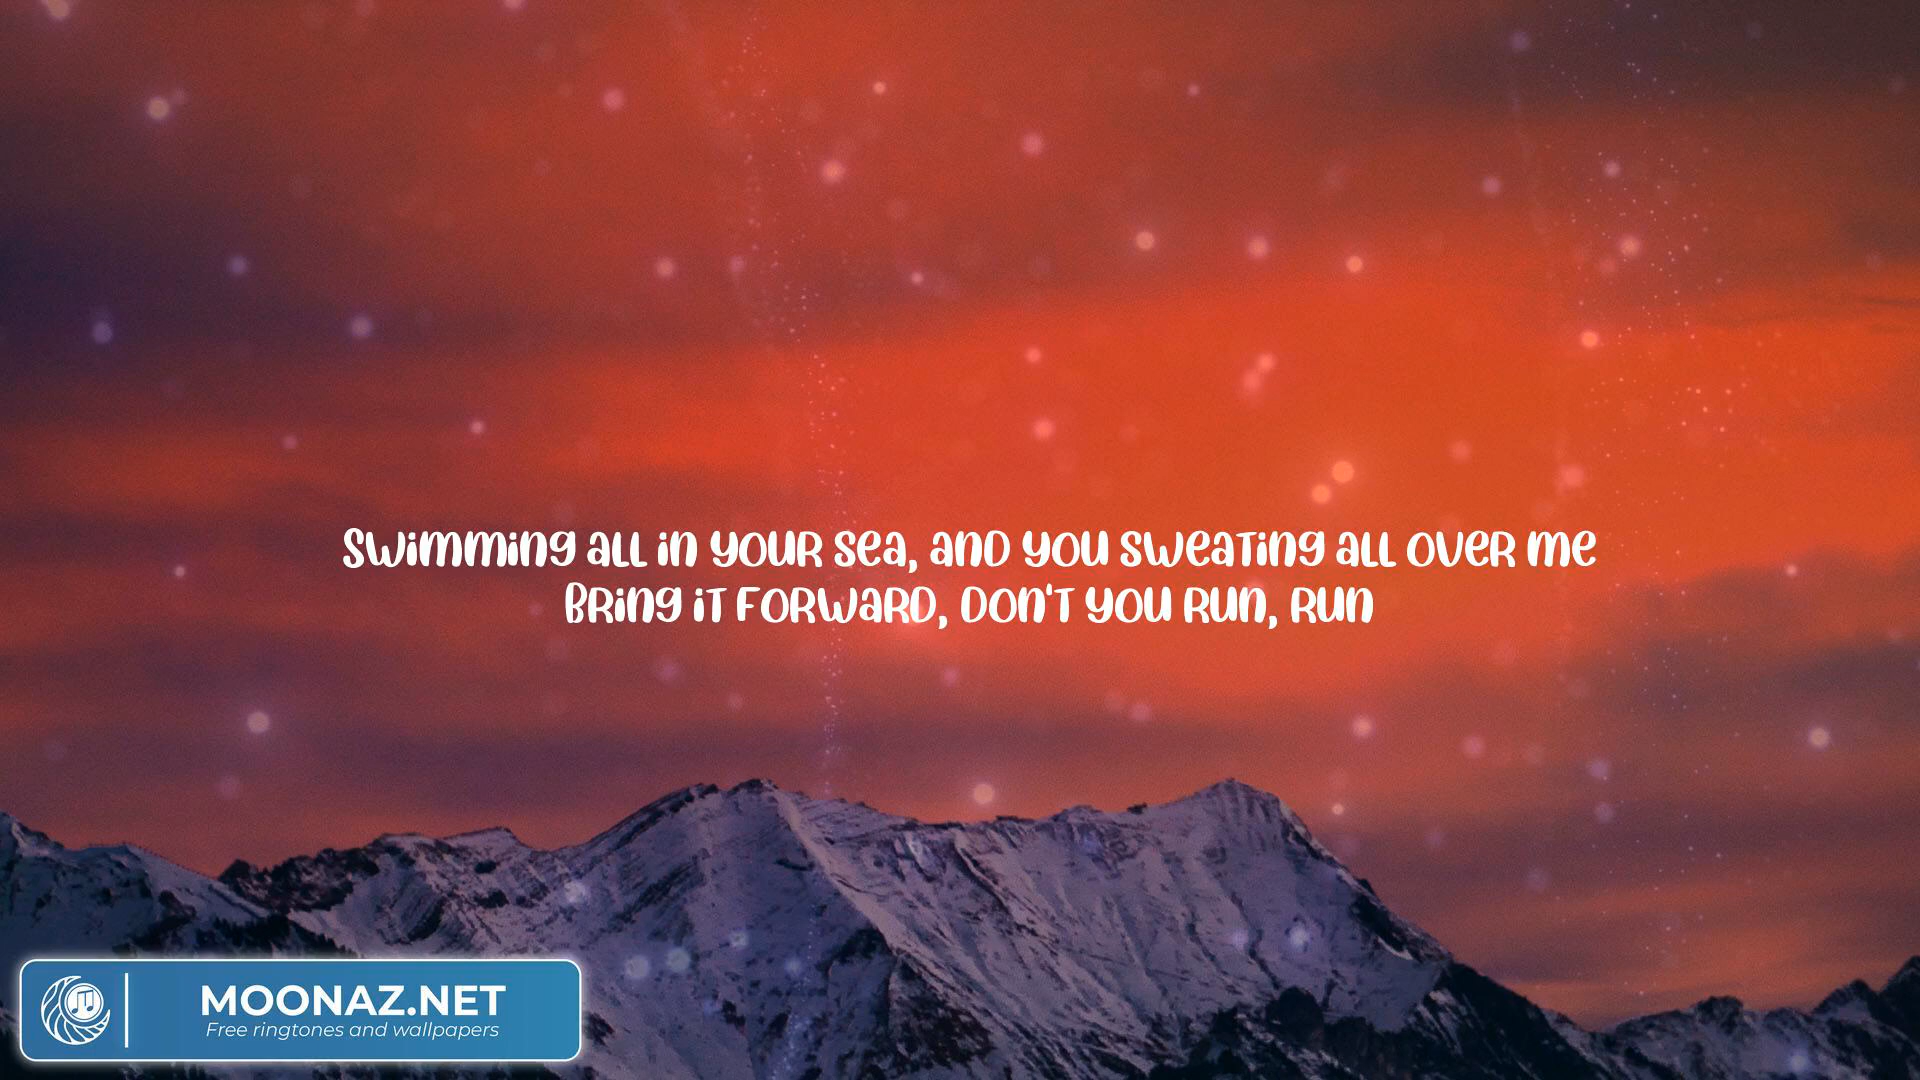 Swimming all in your sea, and you sweating all over me
Bring it forward, don't you run, run
MOONAZ.NET
Free ringtones and wallpapers